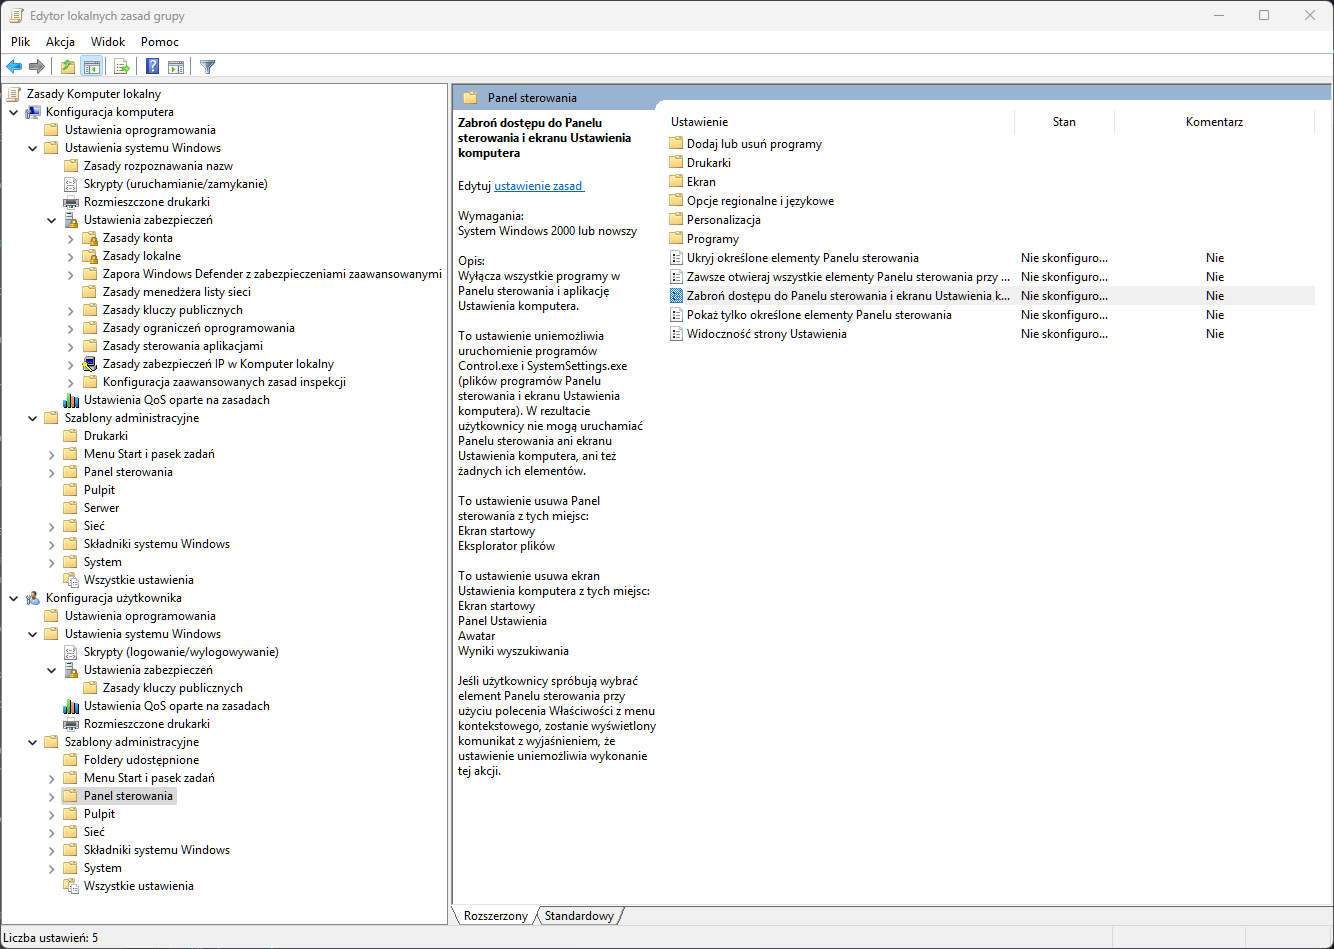 Edytor lokalnych zasad grupy
Plik Akcja Widok Pomoc
Zasady Komputer lokalny
Konfiguracja komputera
Ustawienia oprogramowania
Ustawienia systemu Windows
Zasady rozpoznawania nazw
Skrypty (uruchamianie/zamykanie)
Rozmieszczone drukarki
Ustawienia zabezpieczeń
Zasady konta
Zasady lokalne
Zapora Windows Defender z zabezpieczeniami zaawansowanymi
Zasady menedżera listy sieci
Zasady kluczy publicznych
Zasady ograniczeń oprogramowania
Zasady sterowania aplikacjami
Zasady zabezpieczeń IP w Komputer lokalny
Konfiguracja zaawansowanych zasad inspekcji
Ustawienia QoS oparte na zasadach
Szablony administracyjne
Drukarki
Menu Start i pasek zadań
Panel sterowania
Pulpit
Serwer
Sieć
Składniki systemu Windows
System
Wszystkie ustawienia
Konfiguracja użytkownika
Ustawienia oprogramowania
Ustawienia systemu Windows
Skrypty (logowanie/wylogowywanie)
Ustawienia zabezpieczeń
Zasady kluczy publicznych
Ustawienia QoS oparte na zasadach
Rozmieszczone drukarki
Szablony administracyjne
Foldery udostępnione
Menu Start i pasek zadań
Panel sterowania
Pulpit
Sieć
Składniki systemu Windows
System
Wszystkie ustawienia
Panel sterowania
Zabroń dostępu do Panelu
sterowania i ekranu Ustawienia
komputera
Edytuj ustawienie zasad
Wymagania:
System Windows 2000 lub nowszy
Opis:
Wyłącza wszystkie programy w
Panelu sterowania i aplikację
Ustawienia komputera.
To ustawienie uniemożliwia
uruchomienie programów
Control.exe i SystemSettings.exe
(plików programów Panelu
sterowania i ekranu Ustawienia
komputera). W rezultacie
użytkownicy nie mogą uruchamiać
Panelu sterowania ani ekranu
Ustawienia komputera, ani też
żadnych ich elementów.
To ustawienie usuwa Panel
sterowania z tych miejsc:
Ekran startowy
Eksplorator plików
To ustawienie usuwa ekran
Ustawienia komputera z tych miejsc:
Ekran startowy
Panel Ustawienia
Awatar
Wyniki wyszukiwania
Jeśli użytkownicy spróbują wybrać
element Panelu sterowania przy
użyciu polecenia Właściwości z menu
kontekstowego, zostanie wyświetlony
komunikat z wyjaśnieniem, że
ustawienie uniemożliwia wykonanie
tej akcji.
Ustawienie Stan Komentarz
Dodaj lub usuń programy
Drukarki
Ekran
Opcje regionalne i językowe
Personalizacja
Programy
Ukryj określone elementy Panelu sterowania Nie skonfiguro... Nie
Zawsze otwieraj wszystkie elementy Panelu sterowania przy ... Nie skonfiguro... Nie
Zabroń dostępu do Panelu sterowania i ekranu Ustawienia k... Nie skonfiguro... Nie
Pokaż tylko określone elementy Panelu sterowania Nie skonfiguro... Nie
Widoczność strony Ustawienia Nie skonfiguro... Nie
Rozszerzony Standardowy
Liczba ustawień: 5